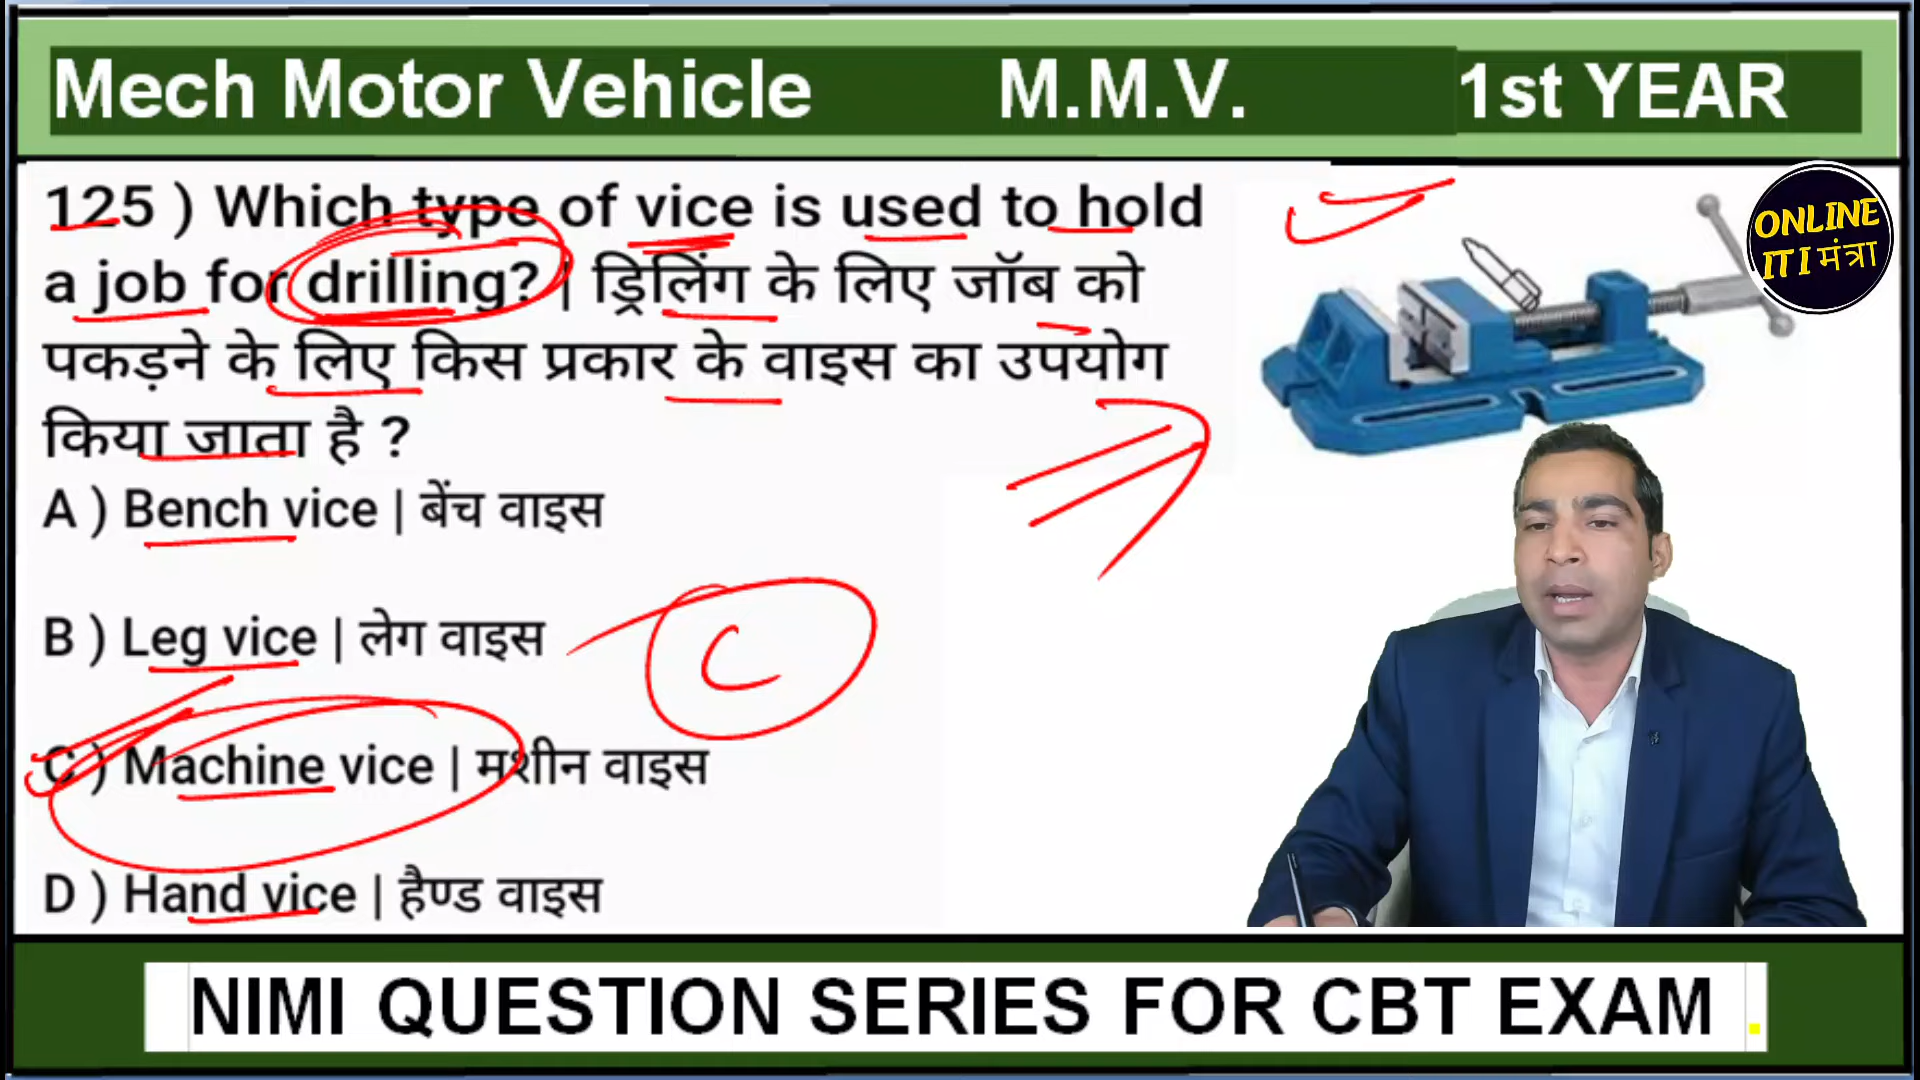 Mech Motor Vehicle M.M.V. 1st YEAR
125 ) Which type of vice is used to hold
a job for drilling? | ड्रिलिंग के लिए जॉब को
पकड़ने के लिए किस प्रकार के वाइस का उपयोग
किया जाता है ?
A ) Bench vice | बेंच वाइस
B ) Leg vice | लेग वाइस
C
C ) Machine vice | मशीन वाइस
D ) Hand vice | हैण्ड वाइस
ONLINE
ITI मंत्रा
NIMI QUESTION SERIES FOR CBT EXAM .